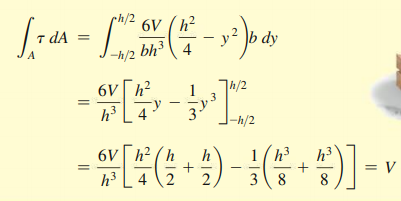 ∫_A τ dA = ∫_{-h/2}^{h/2} 6V/bh³ (h²/4 − y²) b dy
= 6V/h³ [h²/4 y − 1/3 y³]_{-h/2}^{h/2}
= 6V/h³ [h²/4 (h/2 + h/2) − 1/3 (h³/8 + h³/8)] = V